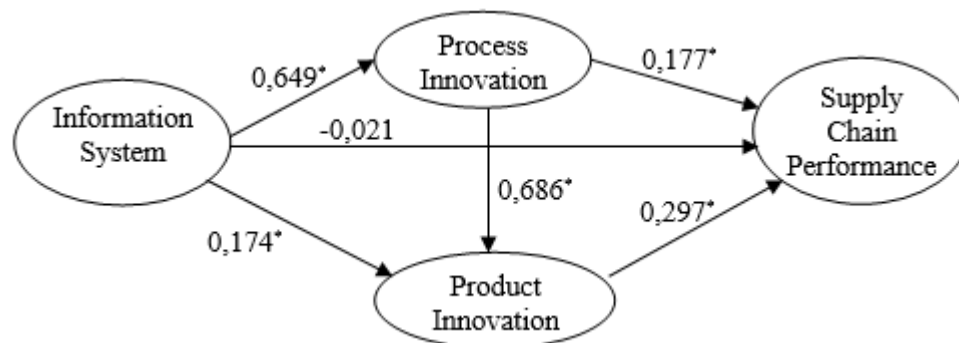 Process
Innovation
0,649*
0,177*
Information
System
-0,021
Supply
Chain
Performance
0,686*
0,174*
0,297*
Product
Innovation